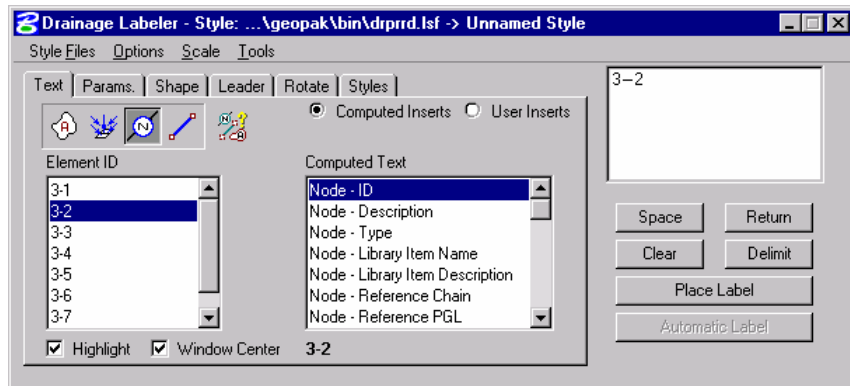 Drainage Labeler - Style: ...\geopak\bin\drprrd.lsf -> Unnamed Style
Style Files Options Scale Tools
Text Params. Shape Leader Rotate Styles
Computed Inserts User Inserts
Element ID Computed Text
3-1
3-2
3-3
3-4
3-5
3-6
3-7
Node - ID
Node - Description
Node - Type
Node - Library Item Name
Node - Library Item Description
Node - Reference Chain
Node - Reference PGL
Highlight Window Center 3-2
3-2
Space Return
Clear Delimit
Place Label
Automatic Label